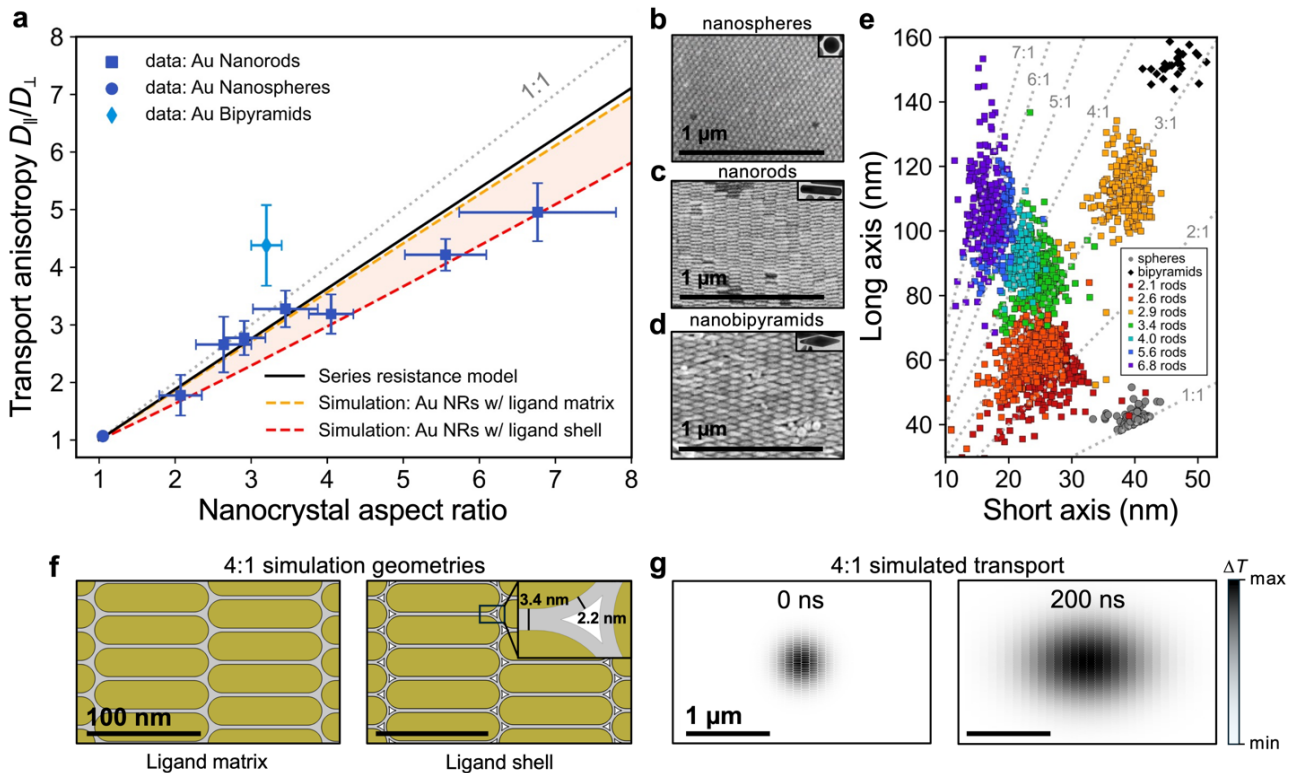 a
Transport anisotropy D∥/D⊥
8
7
6
5
4
3
2
1
1 2 3 4 5 6 7 8
Nanocrystal aspect ratio
data: Au Nanorods
data: Au Nanospheres
data: Au Bipyramids
1:1
Series resistance model
Simulation: Au NRs w/ ligand matrix
Simulation: Au NRs w/ ligand shell
b
nanospheres
1 μm
c
nanorods
1 μm
d
nanobipyramids
1 μm
e
Long axis (nm)
160
140
120
100
80
60
40
10 20 30 40 50
Short axis (nm)
7:1
6:1
5:1
4:1
3:1
2:1
1:1
spheres
bipyramids
2.1 rods
2.6 rods
2.9 rods
3.4 rods
4.0 rods
5.6 rods
6.8 rods
f
4:1 simulation geometries
100 nm
Ligand matrix
3.4 nm
2.2 nm
Ligand shell
g
4:1 simulated transport
0 ns
1 μm
200 ns
ΔT
max
min